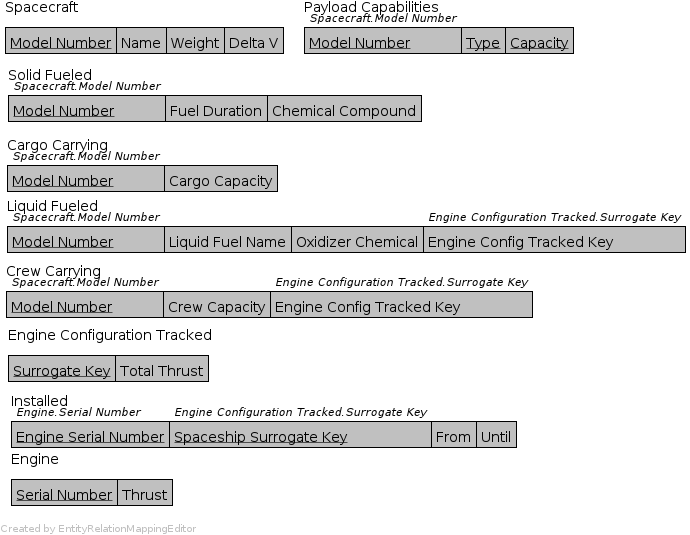 Spacecraft
Payload Capabilities
Spacecraft.Model Number
Model Number Name Weight Delta V
Model Number Type Capacity
Solid Fueled
Spacecraft.Model Number
Model Number Fuel Duration Chemical Compound
Cargo Carrying
Spacecraft.Model Number
Model Number Cargo Capacity
Liquid Fueled
Spacecraft.Model Number Engine Configuration Tracked.Surrogate Key
Model Number Liquid Fuel Name Oxidizer Chemical Engine Config Tracked Key
Crew Carrying
Spacecraft.Model Number Engine Configuration Tracked.Surrogate Key
Model Number Crew Capacity Engine Config Tracked Key
Engine Configuration Tracked
Surrogate Key Total Thrust
Installed
Engine.Serial Number Engine Configuration Tracked.Surrogate Key
Engine Serial Number Spaceship Surrogate Key From Until
Engine
Serial Number Thrust
Created by EntityRelationMappingEditor